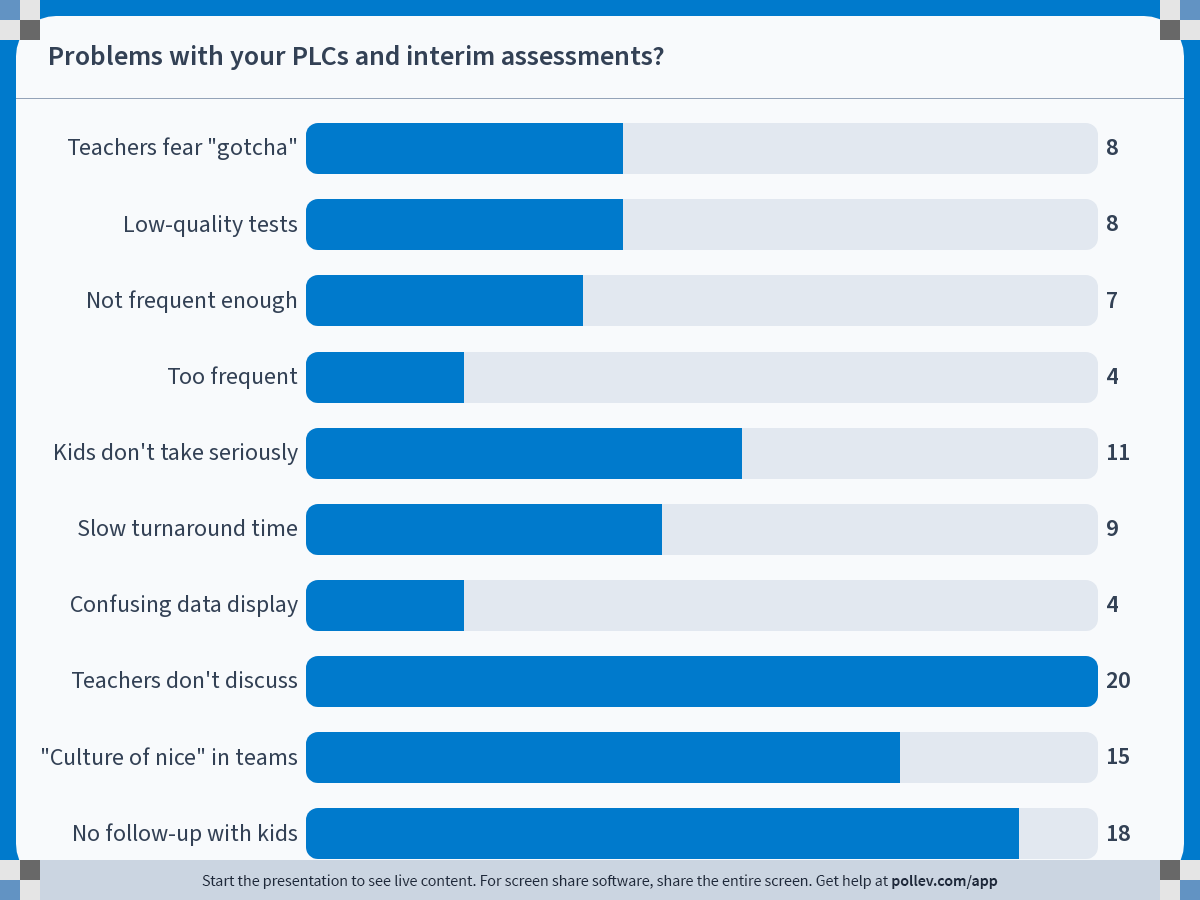 Problems with your PLCs and interim assessments?
Teachers fear "gotcha" 8
Low-quality tests 8
Not frequent enough 7
Too frequent 4
Kids don't take seriously 11
Slow turnaround time 9
Confusing data display 4
Teachers don't discuss 20
"Culture of nice" in teams 15
No follow-up with kids 18
Start the presentation to see live content. For screen share software, share the entire screen. Get help at pollev.com/app